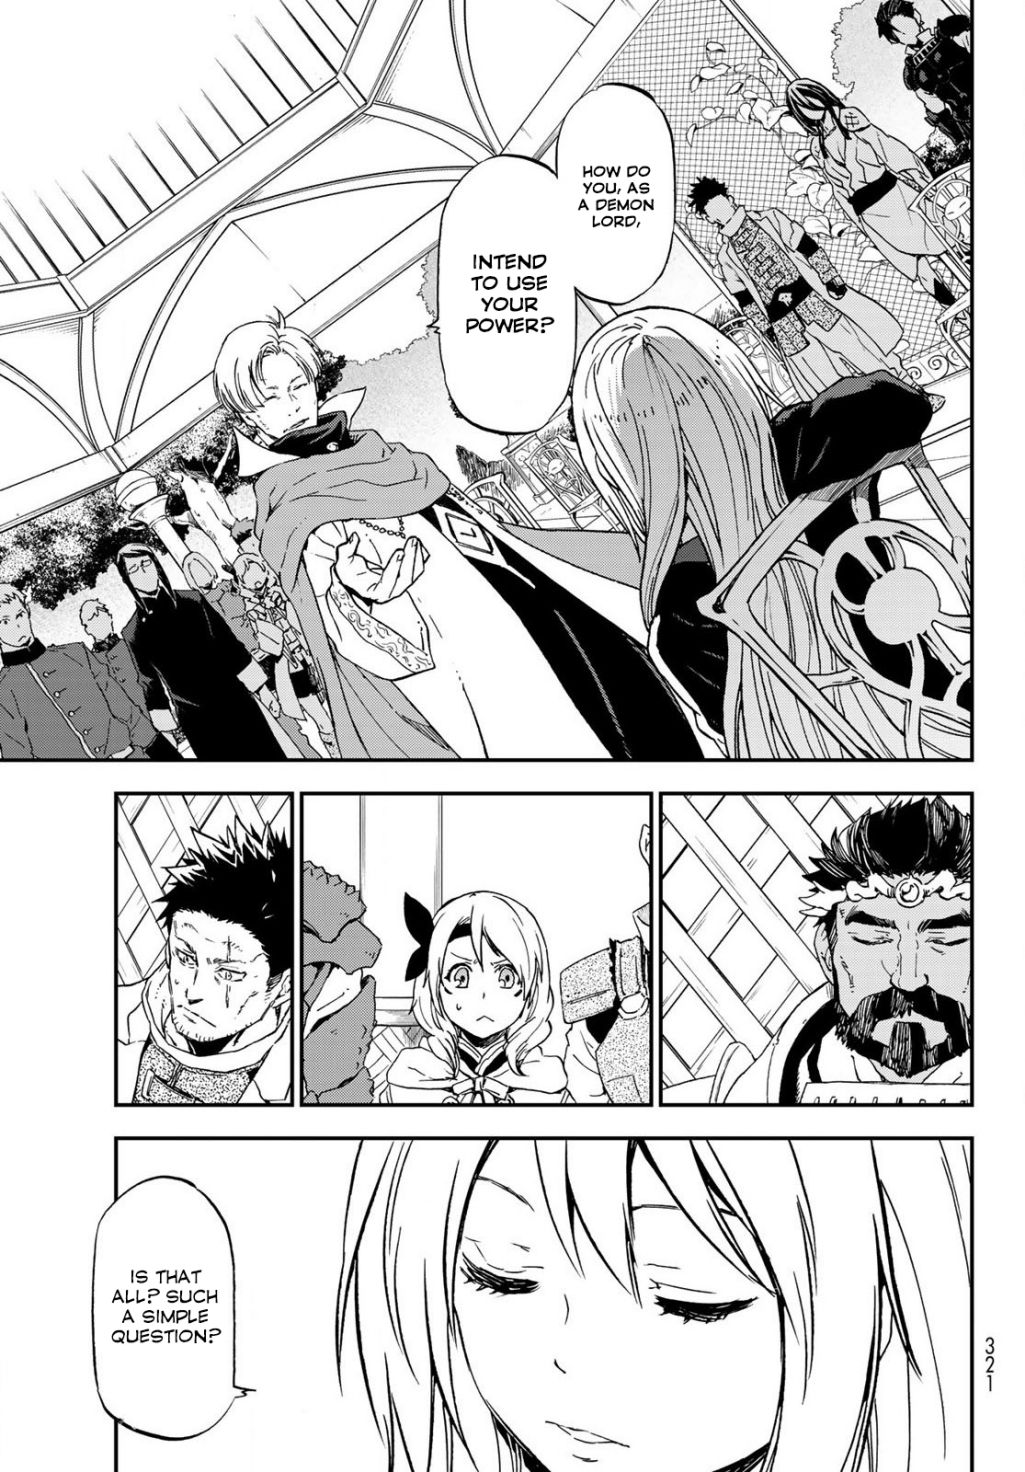 HOW DO
YOU, AS
A DEMON
LORD,
INTEND
TO USE
YOUR
POWER?
IS THAT
ALL? SUCH
A SIMPLE
QUESTION?
321